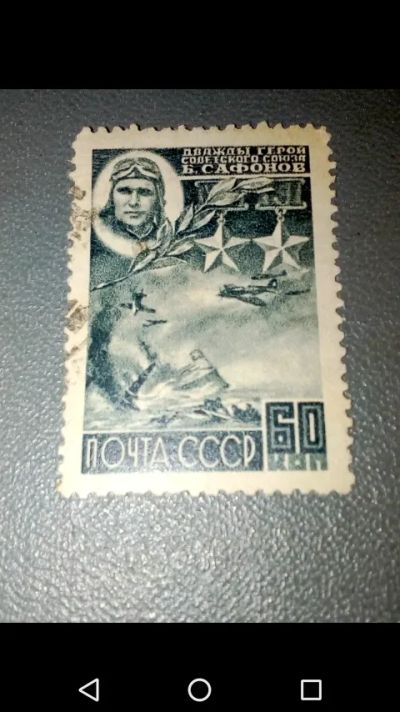 ДВАЖДЫ ГЕРОЙ
СОВЕТСКОГО СОЮЗА
Б. САФОНОВ
ПОЧТА СССР
60